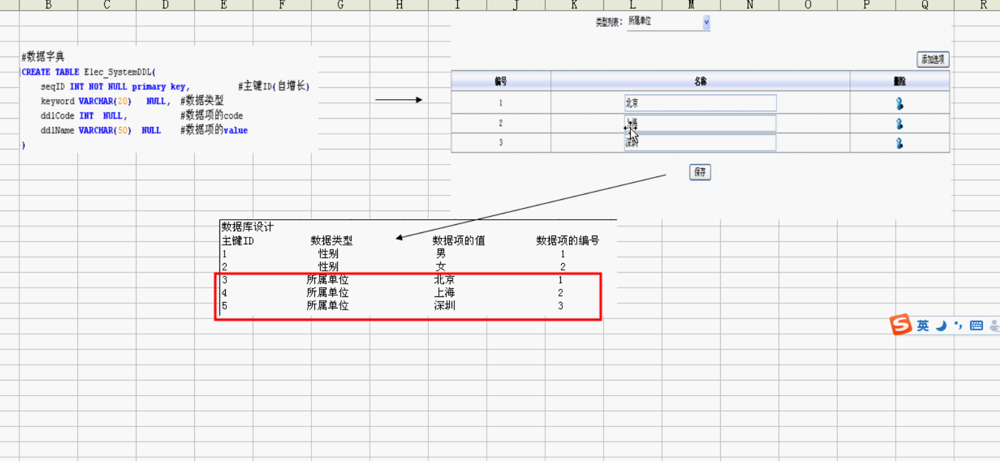 B C D E F G H I J K L M N O P Q R
#数据字典
CREATE TABLE Elec_SystemDDL(
seqID INT NOT NULL primary key, #主键ID(自增长)
keyword VARCHAR(20) NULL, #数据类型
ddlCode INT NULL, #数据项的code
ddlName VARCHAR(50) NULL #数据项的value
)
类型列表: 所属单位
添加选项
编号 名称 删除
1 北京
2 上海
3 深圳
保存
数据库设计
主键ID 数据类型 数据项的值 数据项的编号
1 性别 男 1
2 性别 女 2
3 所属单位 北京 1
4 所属单位 上海 2
5 所属单位 深圳 3
S 英